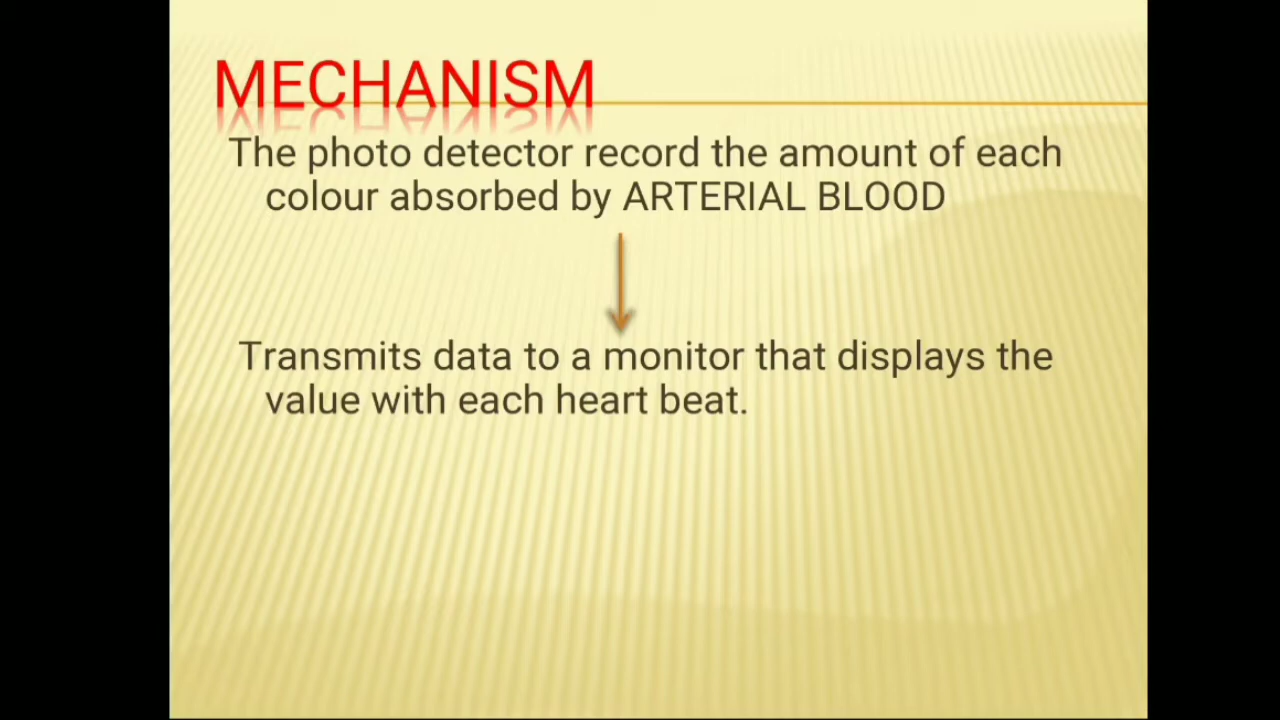 MECHANISM
The photo detector record the amount of each
colour absorbed by ARTERIAL BLOOD
Transmits data to a monitor that displays the
value with each heart beat.